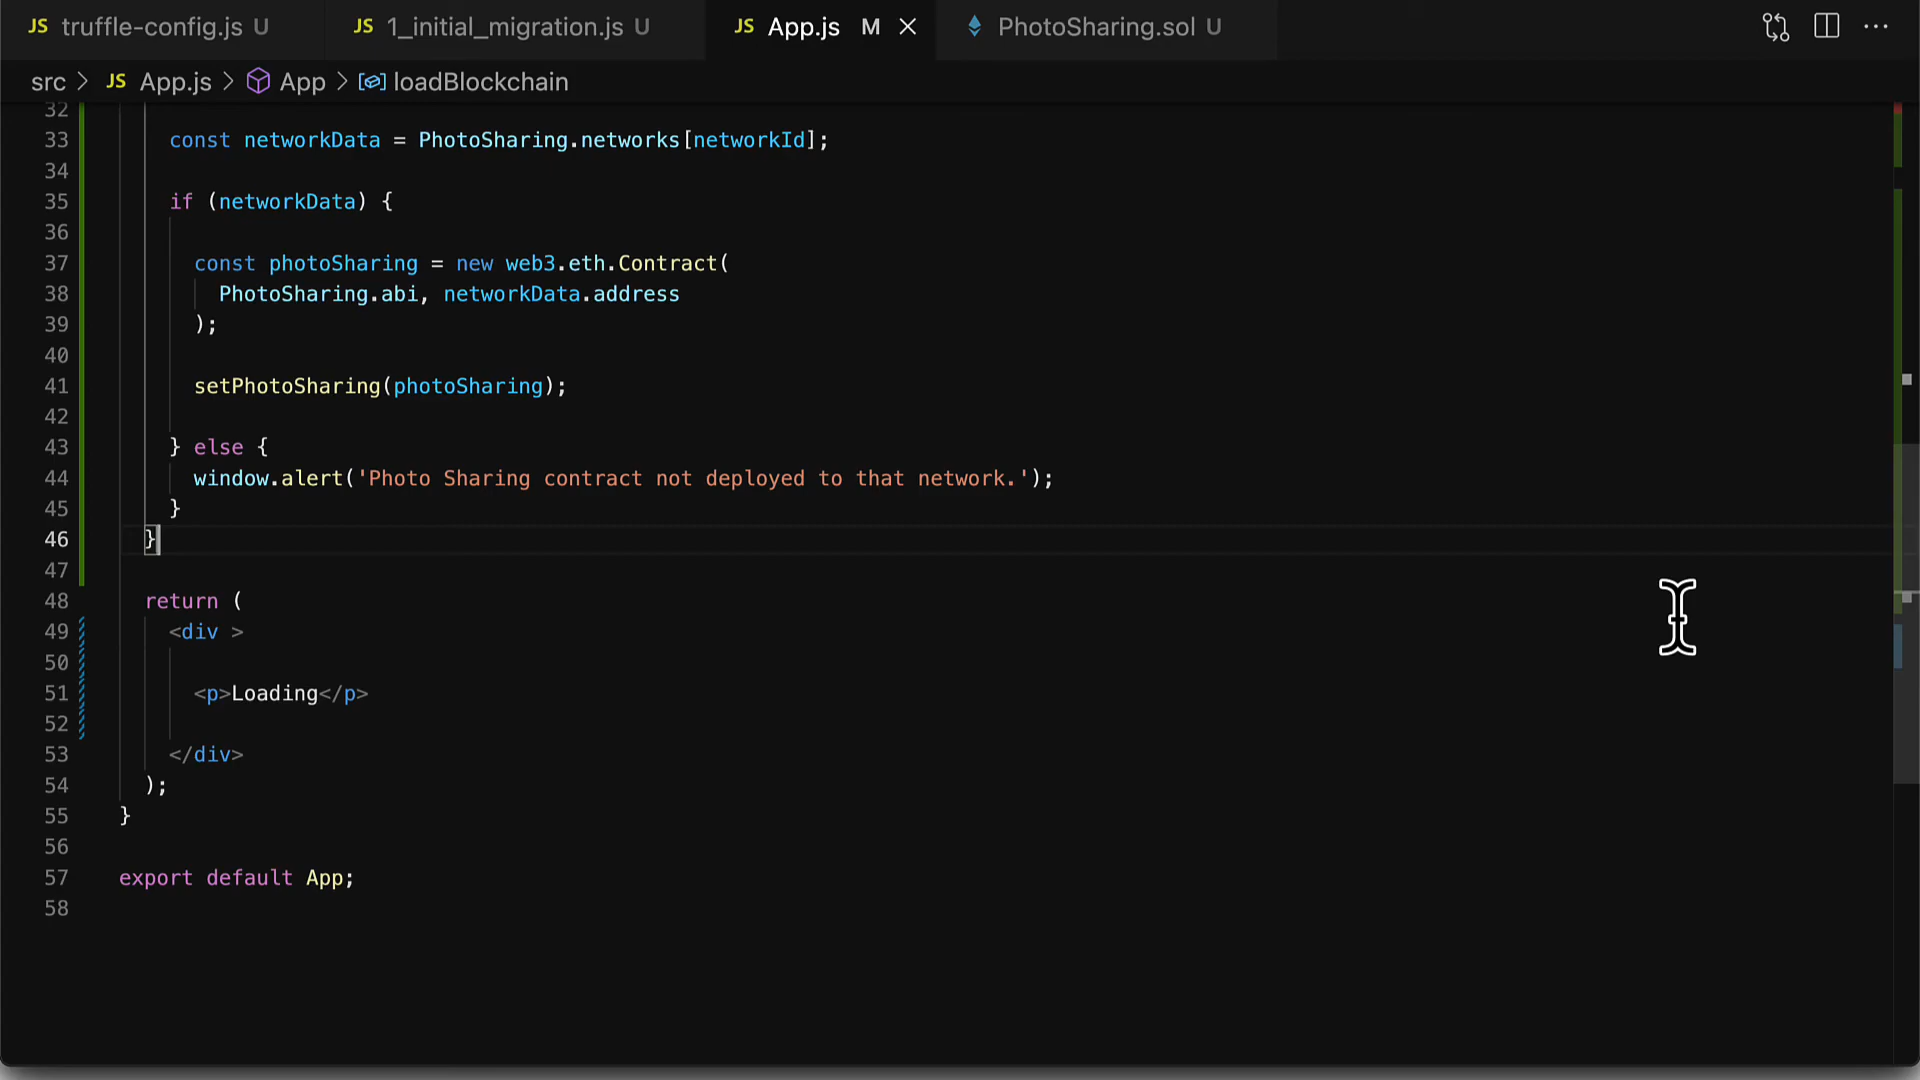 JS truffle-config.js U JS 1_initial_migration.js U JS App.js M PhotoSharing.sol U
src > JS App.js > App > loadBlockchain
32
33 const networkData = PhotoSharing.networks[networkId];
34
35 if (networkData) {
36
37 const photoSharing = new web3.eth.Contract(
38 PhotoSharing.abi, networkData.address
39 );
40
41 setPhotoSharing(photoSharing);
42
43 } else {
44 window.alert('Photo Sharing contract not deployed to that network.');
45 }
46 }
47
48 return (
49 <div >
50
51 <p>Loading</p>
52
53 </div>
54 );
55 }
56
57 export default App;
58